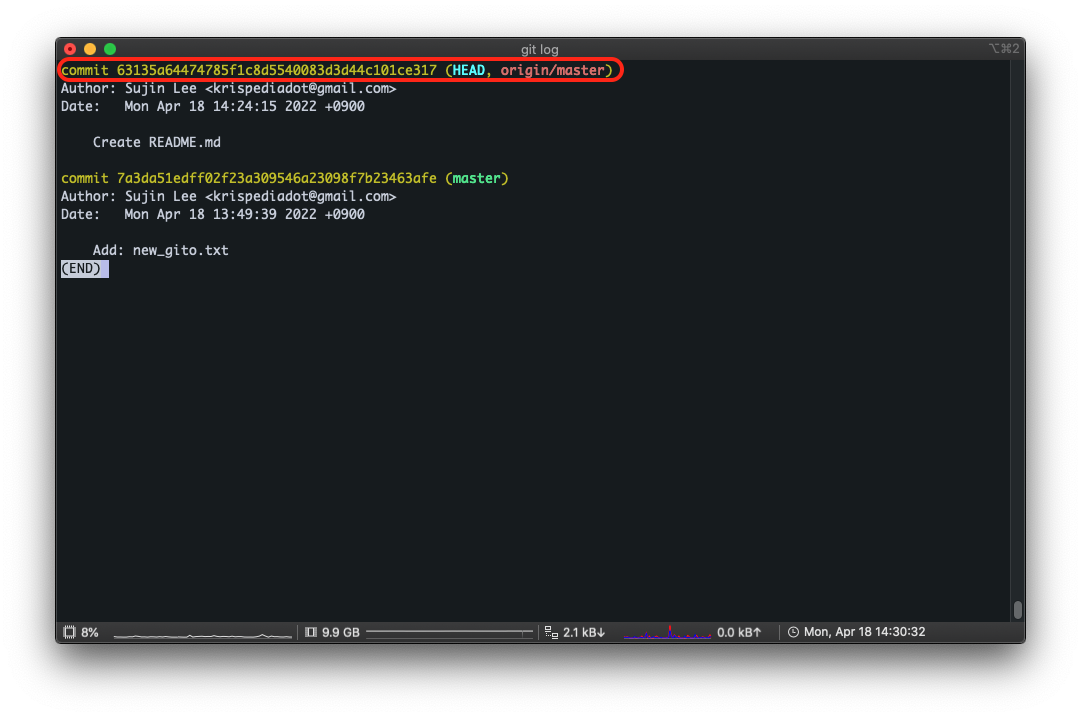 git log
⌥⌘2
commit 63135a64474785f1c8d5540083d3d44c101ce317 (HEAD, origin/master)
Author: Sujin Lee <krispediadot@gmail.com>
Date:   Mon Apr 18 14:24:15 2022 +0900
Create README.md
commit 7a3da51edff02f23a309546a23098f7b23463afe (master)
Author: Sujin Lee <krispediadot@gmail.com>
Date:   Mon Apr 18 13:49:39 2022 +0900
Add: new_gito.txt
(END)
8% 9.9 GB 2.1 kB↓ 0.0 kB↑ Mon, Apr 18 14:30:32